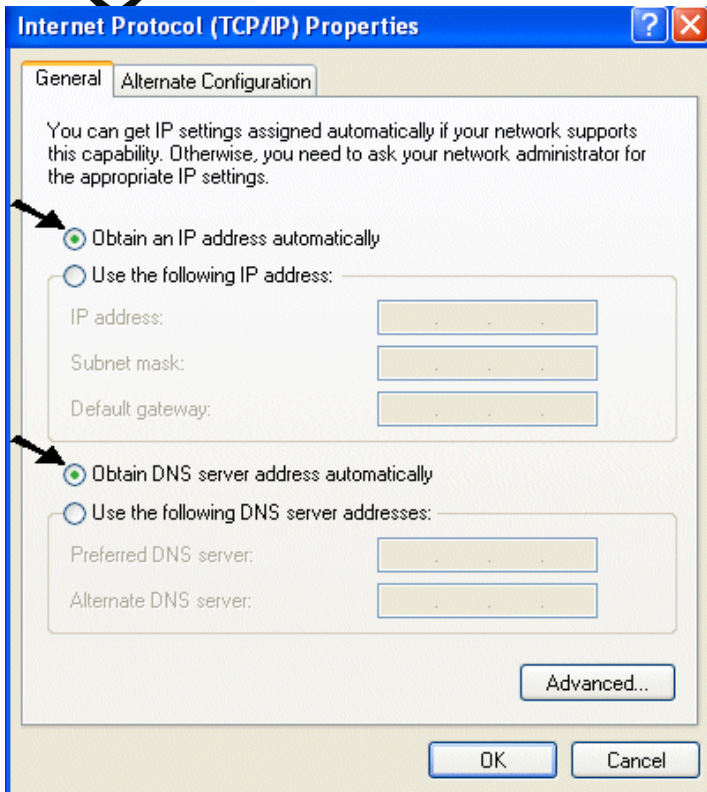 Internet Protocol (TCP/IP) Properties
General
Alternate Configuration
You can get IP settings assigned automatically if your network supports
this capability. Otherwise, you need to ask your network administrator for
the appropriate IP settings.
Obtain an IP address automatically
Use the following IP address:
IP address:
Subnet mask:
Default gateway:
Obtain DNS server address automatically
Use the following DNS server addresses:
Preferred DNS server:
Alternate DNS server:
Advanced...
OK
Cancel